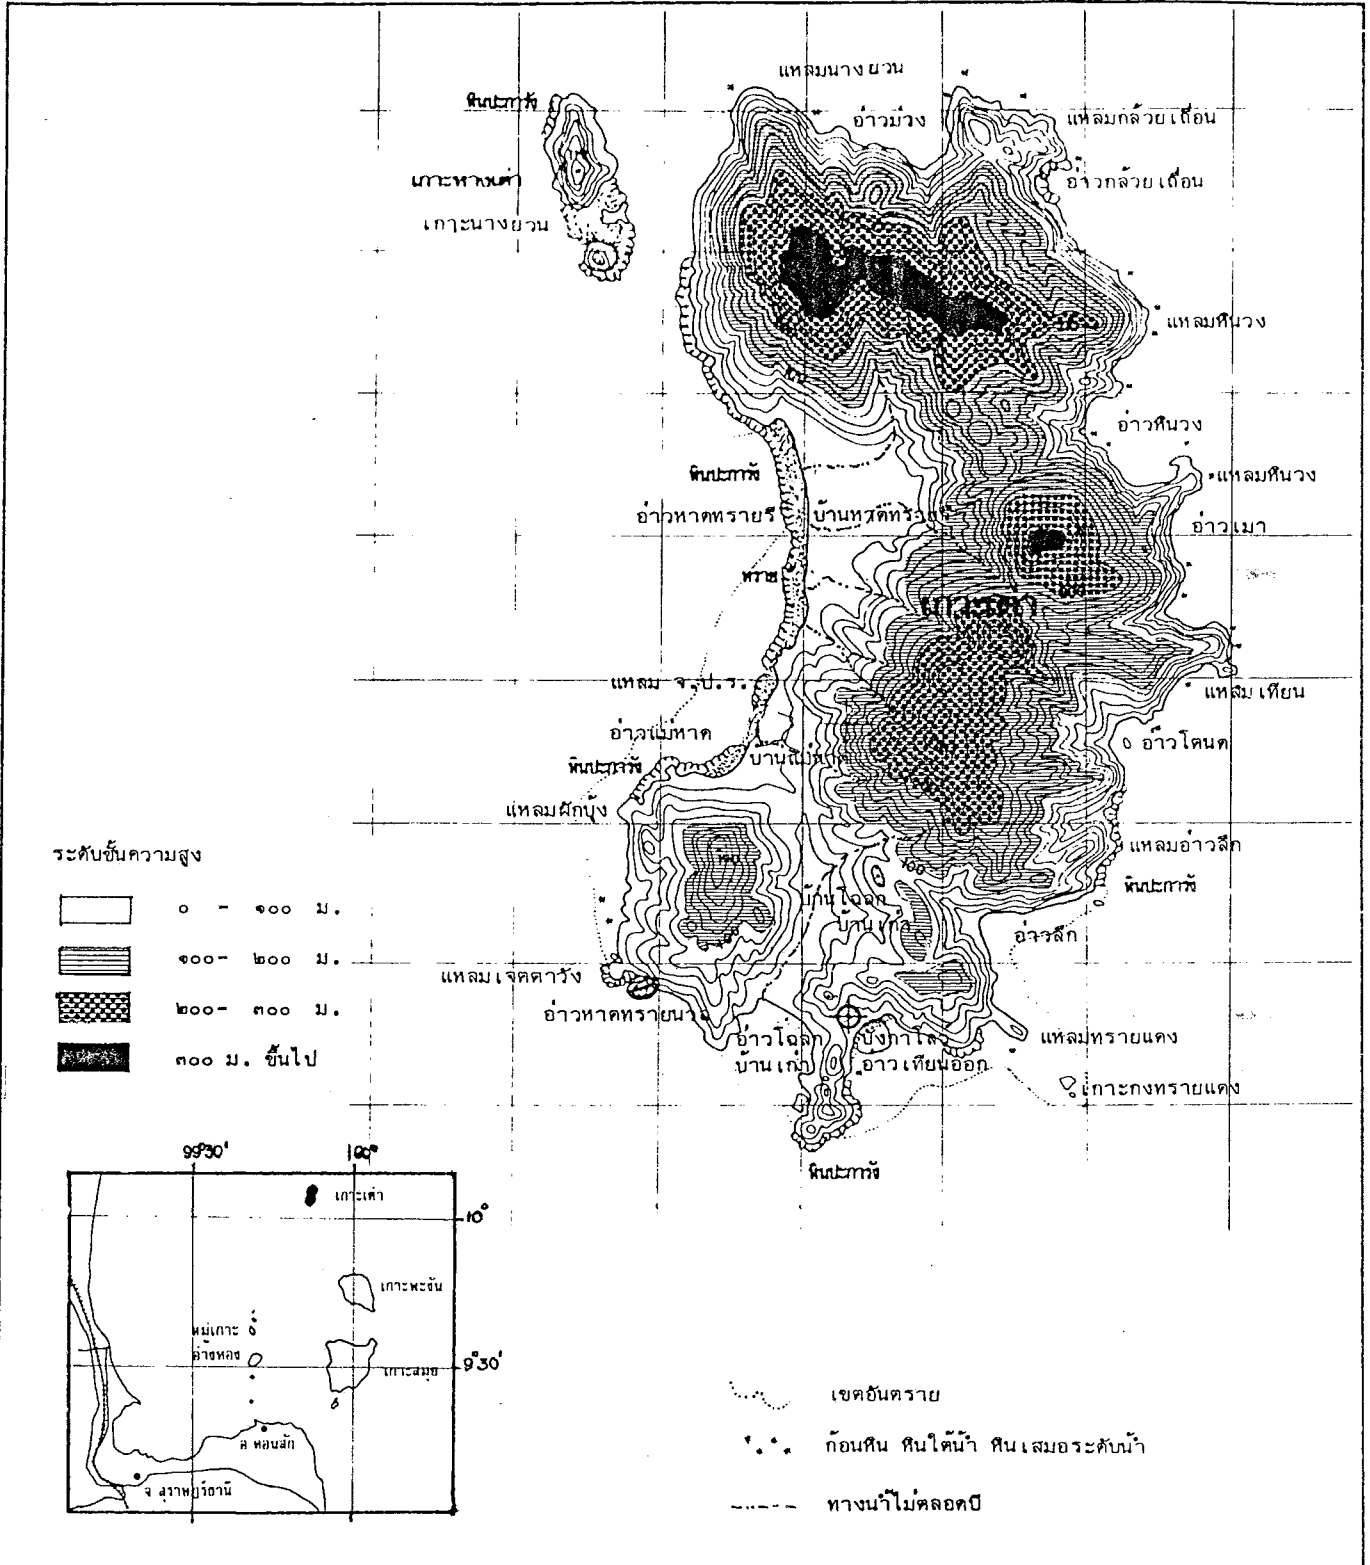 แหลมนางยวน
หินปะการัง
อ่าวม่วง
แหลมกล้วยเถื่อน
เกาะหางเต่า
อ่าวกล้วยเถื่อน
เกาะนางยวน
แหลมหินวง
อ่าวหินวง
หินปะการัง
แหลมหินวง
อ่าวหาดทรายรี
บ้านหาดทราย
อ่าวเมา
ทราย
เกาะเต่า
แหลม จ.ป.ร.
แหลมเทียน
อ่าวแม่หาด
อ่าวโตนด
บ้านแม่หาด
หินปะการัง
แหลมผักบุ้ง
แหลมอ่าวลึก
100
ระดับชั้นความสูง
หินปะการัง
๐ - ๑๐๐ ม.
บ้านโฉลก
บ้านเก่า
อ่าวลึก
๑๐๐- ๒๐๐ ม.
แหลมเจตตาวัง
๒๐๐- ๓๐๐ ม.
อ่าวหาดทรายนวล
อ่าวโฉลก
บ้านเก่า
บังกาโลว
อ่าวเทียนออก
แหลมทรายแดง
๓๐๐ ม. ขึ้นไป
เกาะกงทรายแดง
หินปะการัง
99°30'
100°
เกาะเต่า
10°
เกาะพะงัน
หมู่เกาะ
อ่างทอง
9°30'
เกาะสมุย
อ ดอนสัก
จ สุราษฎร์ธานี
เขตอันตราย
ก้อนหิน หินใต้น้ำ หินเสมอระดับน้ำ
ทางน้ำไม่ตลอดปี